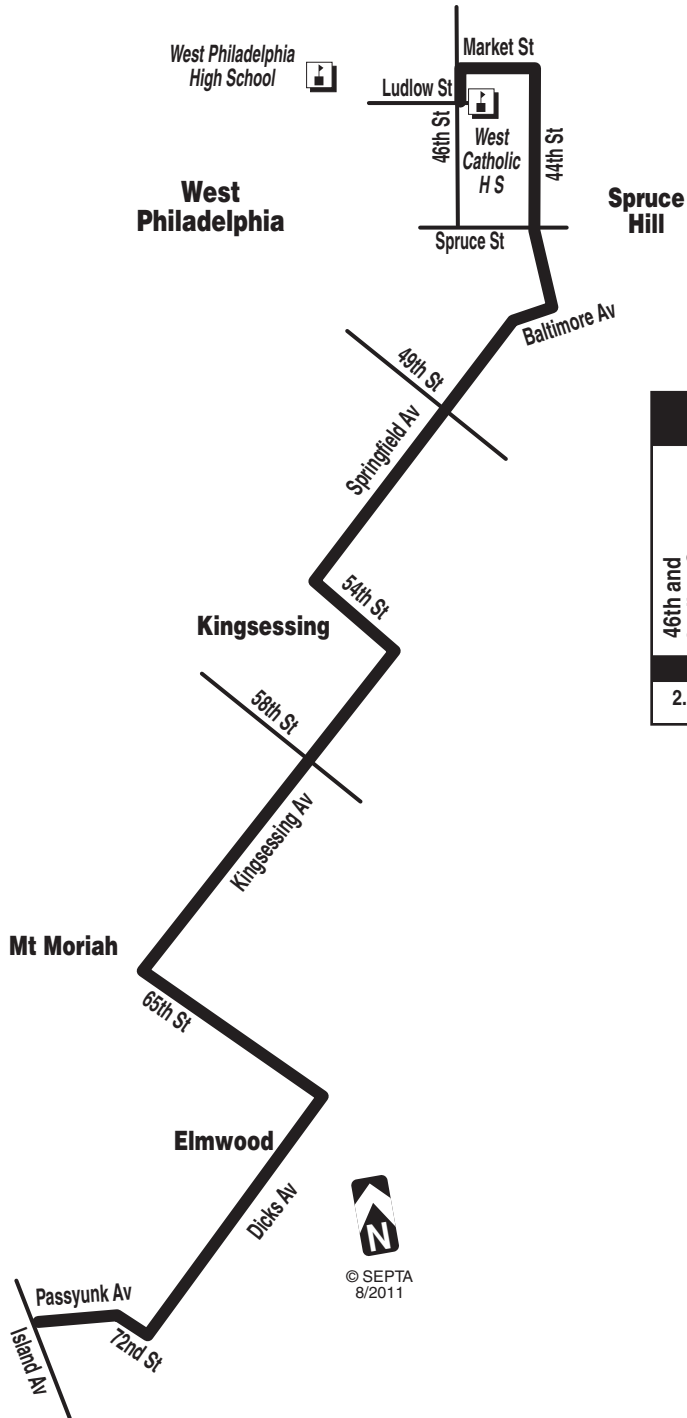 West Philadelphia
High School
Market St
Ludlow St
46th St
West
Catholic
H S
44th St
West
Philadelphia
Spruce
Hill
Spruce St
Baltimore Av
49th St
Springfield Av
46th and
2.
54th St
Kingsessing
58th St
Kingsessing Av
Mt Moriah
65th St
Elmwood
Dicks Av
N
© SEPTA
8/2011
Passyunk Av
72nd St
Island Av